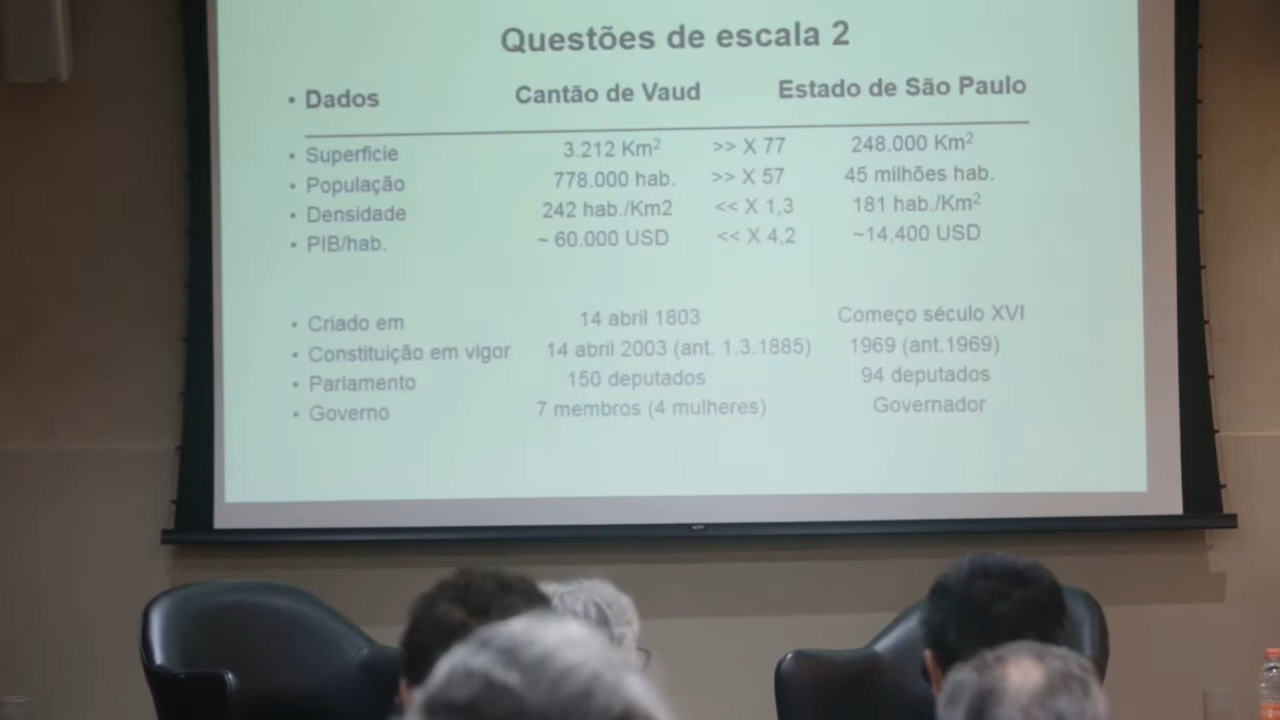 Questões de escala 2
• Dados Cantão de Vaud Estado de São Paulo
• Superficie 3.212 Km² >> X 77 248.000 Km²
• População 778.000 hab. >> X 57 45 milhões hab.
• Densidade 242 hab./Km2 << X 1,3 181 hab./Km²
• PIB/hab. ~ 60.000 USD << X 4,2 ~14.400 USD
• Criado em 14 abril 1803 Começo século XVI
• Constituição em vigor 14 abril 2003 (ant. 1.3.1885) 1969 (ant.1969)
• Parlamento 150 deputados 94 deputados
• Governo 7 membros (4 mulheres) Governador